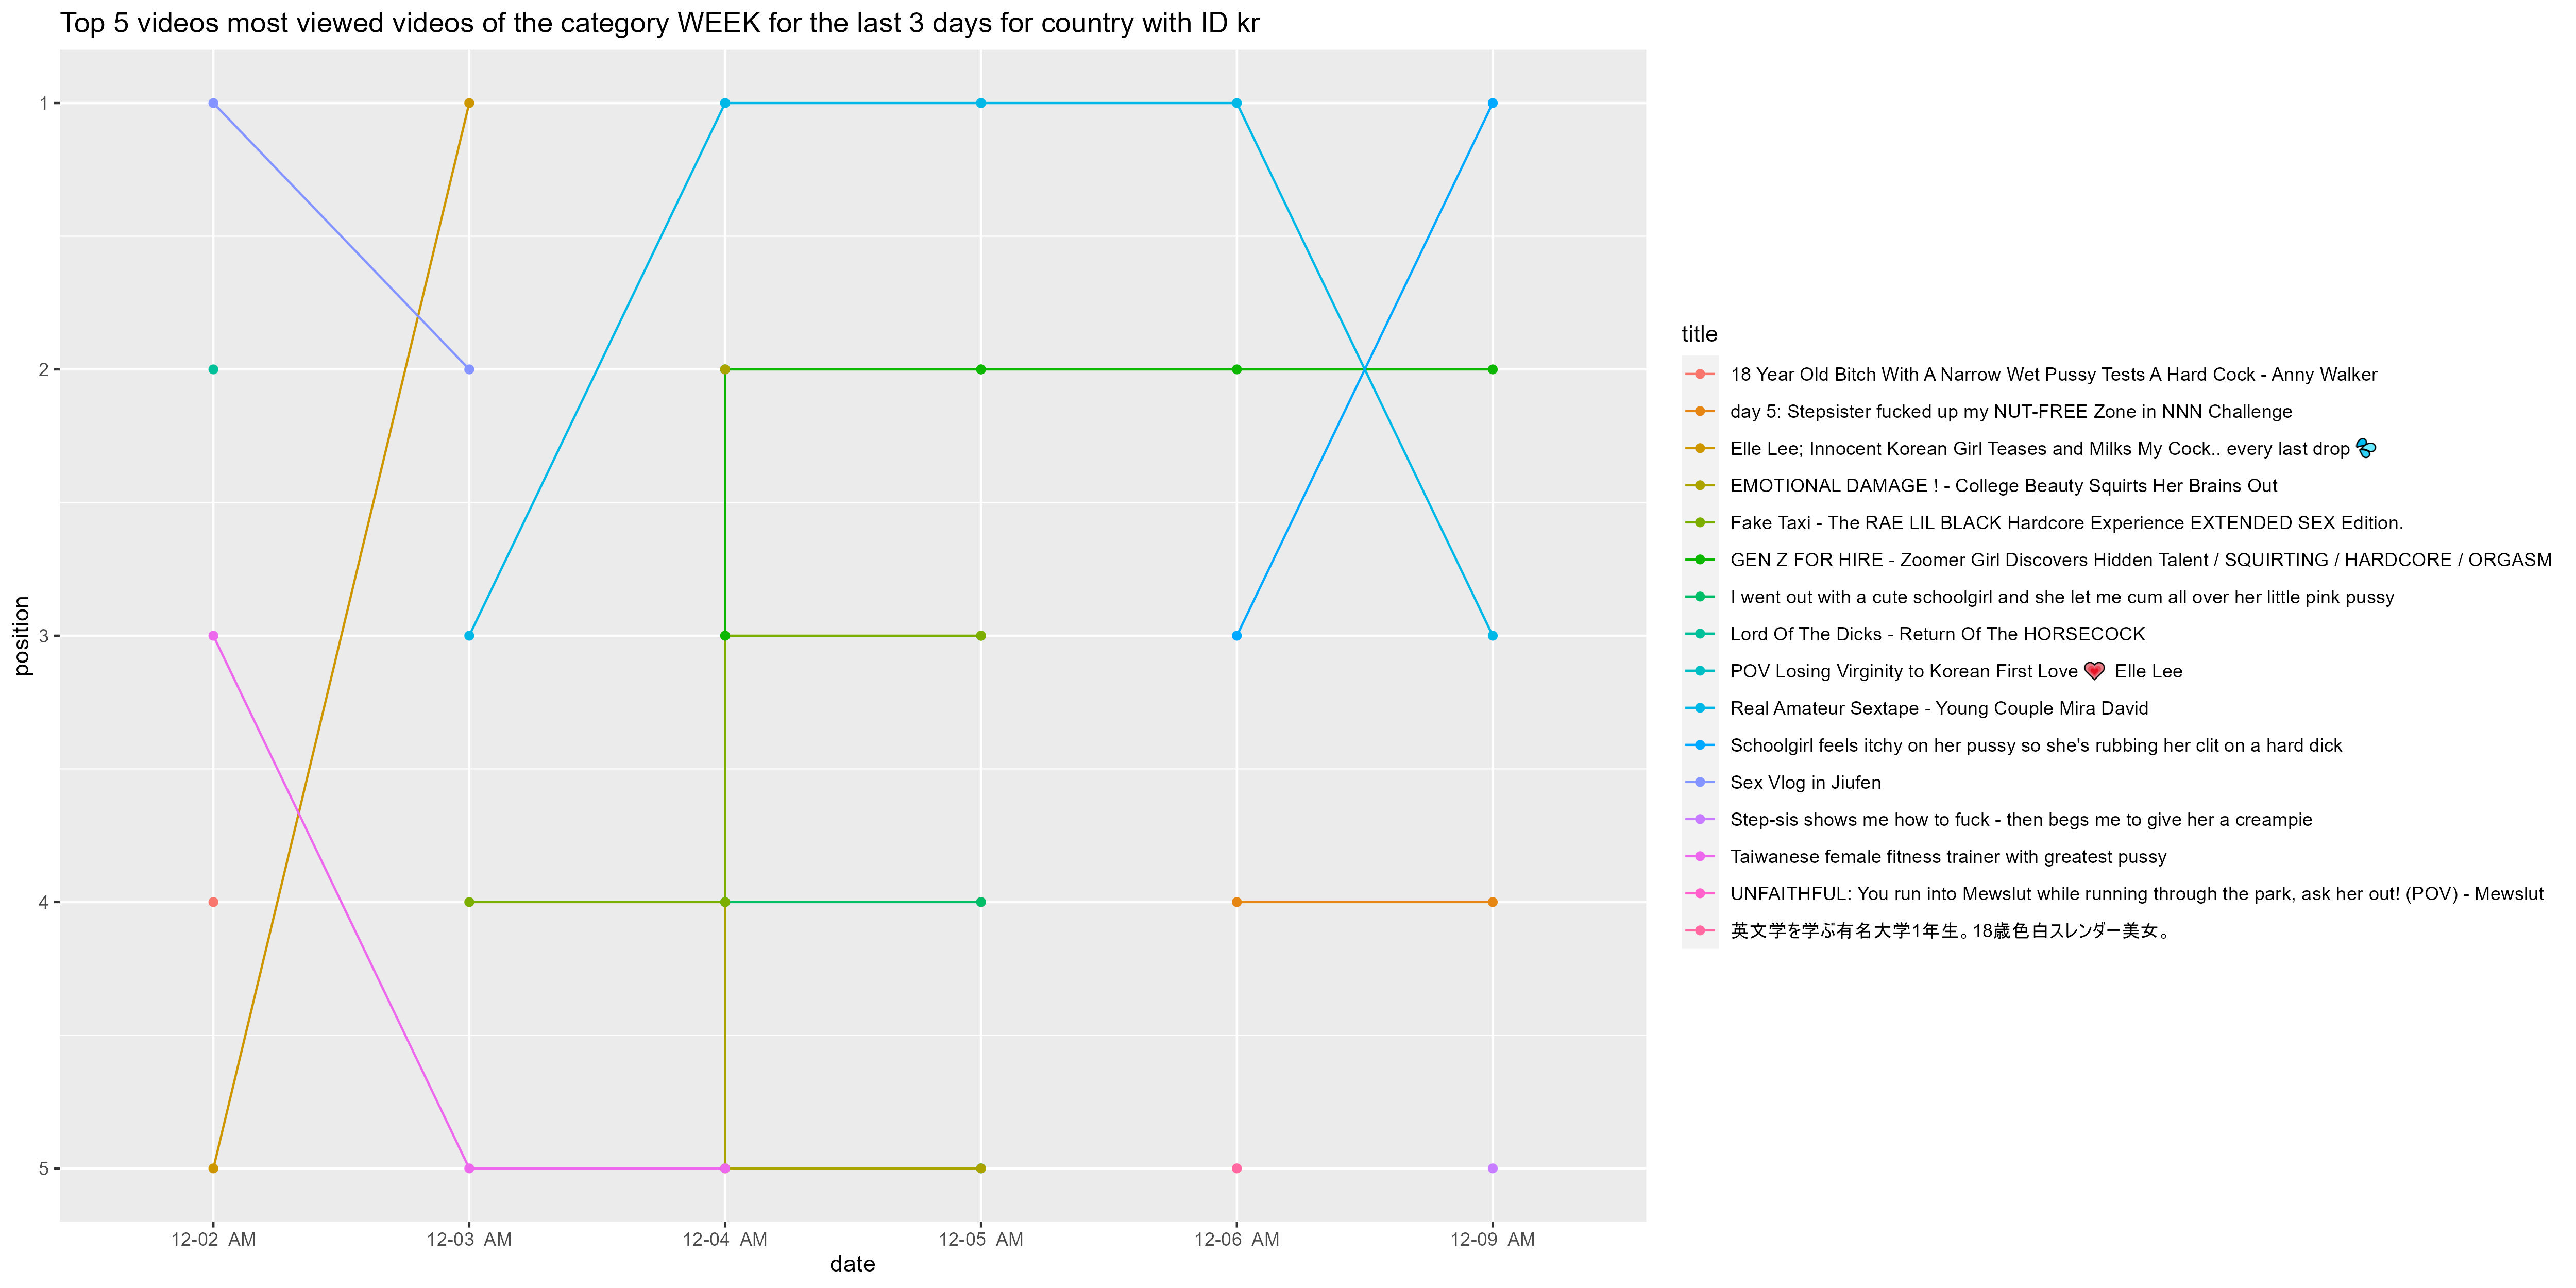 Top 5 videos most viewed videos of the category WEEK for the last 3 days for country with ID kr
position
1
2
3
4
5
12-02 AM
12-03 AM
12-04 AM
12-05 AM
12-06 AM
12-09 AM
date
title
18 Year Old Bitch With A Narrow Wet Pussy Tests A Hard Cock - Anny Walker
day 5: Stepsister fucked up my NUT-FREE Zone in NNN Challenge
Elle Lee; Innocent Korean Girl Teases and Milks My Cock.. every last drop 💦
EMOTIONAL DAMAGE ! - College Beauty Squirts Her Brains Out
Fake Taxi - The RAE LIL BLACK Hardcore Experience EXTENDED SEX Edition.
GEN Z FOR HIRE - Zoomer Girl Discovers Hidden Talent / SQUIRTING / HARDCORE / ORGASM
I went out with a cute schoolgirl and she let me cum all over her little pink pussy
Lord Of The Dicks - Return Of The HORSECOCK
POV Losing Virginity to Korean First Love 💗 Elle Lee
Real Amateur Sextape - Young Couple Mira David
Schoolgirl feels itchy on her pussy so she's rubbing her clit on a hard dick
Sex Vlog in Jiufen
Step-sis shows me how to fuck - then begs me to give her a creampie
Taiwanese female fitness trainer with greatest pussy
UNFAITHFUL: You run into Mewslut while running through the park, ask her out! (POV) - Mewslut
英文学を学ぶ有名大学1年生。18歳色白スレンダー美女。